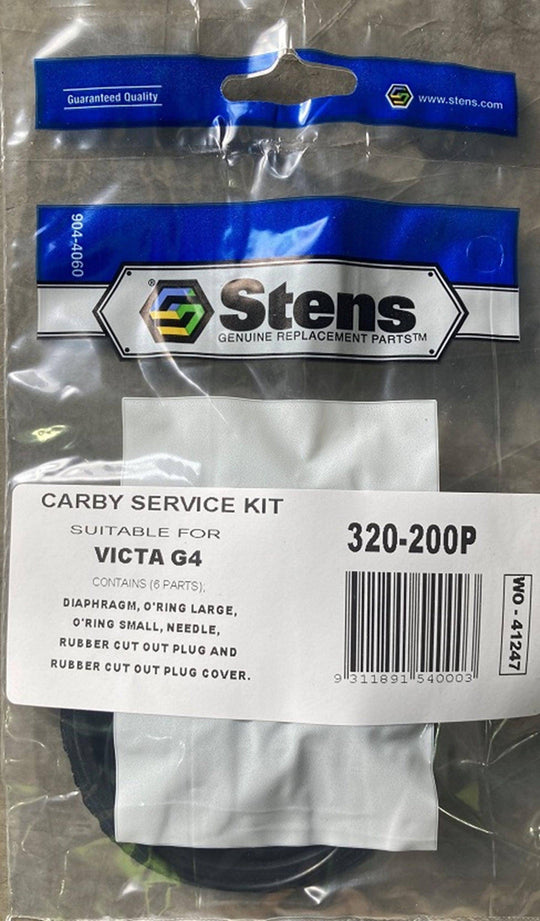 Guaranteed Quality
www.stens.com
904-4060
® Stens
GENUINE REPLACEMENT PARTS™
CARBY SERVICE KIT
SUITABLE FOR
VICTA G4
CONTAINS (6 PARTS);
DIAPHRAGM, O'RING LARGE,
O'RING SMALL, NEEDLE,
RUBBER CUT OUT PLUG AND
RUBBER CUT OUT PLUG COVER.
320-200P
9 311891 540003
WO - 41247